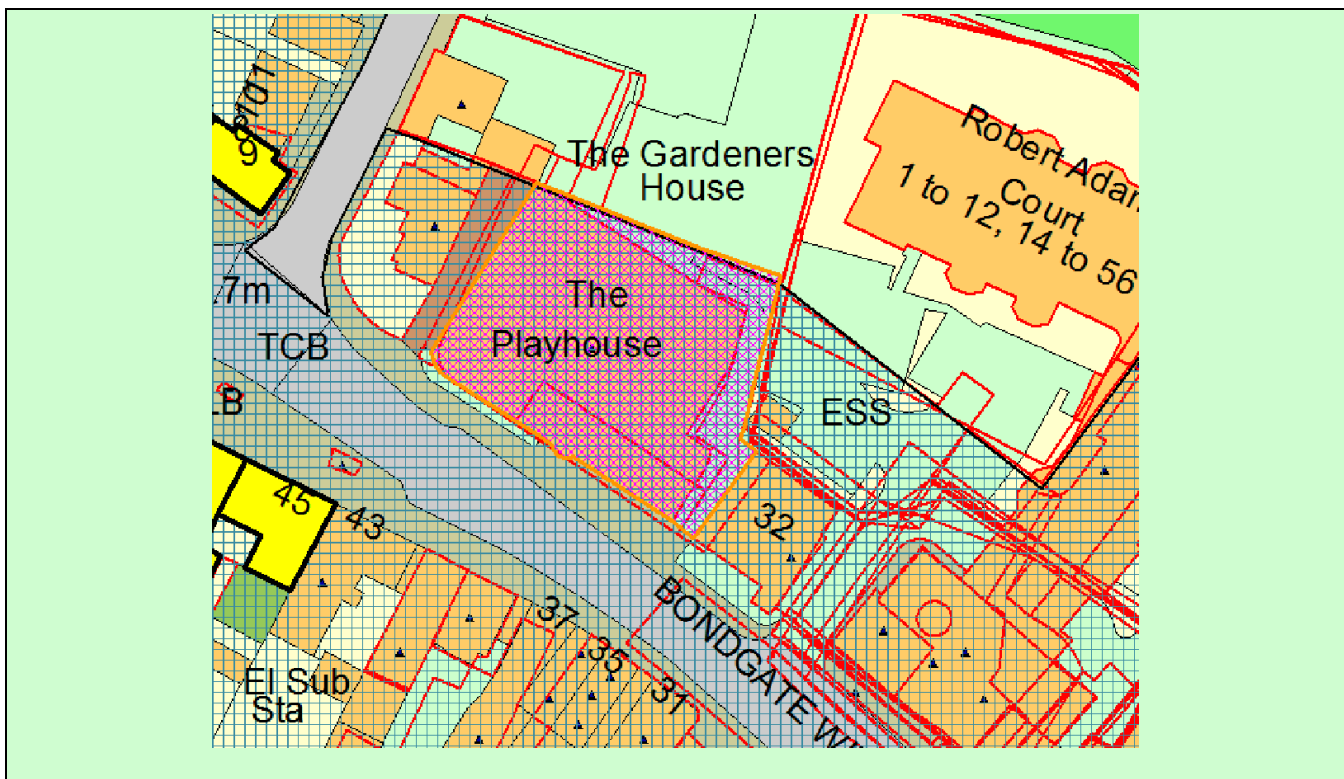 9
The Gardeners
House
Robert Adam
Court
1 to 12, 14 to 56
7m
The
Playhouse
TCB
LB
ESS
45
43
32
37
35
31
BONDGATE WI
El Sub
Sta